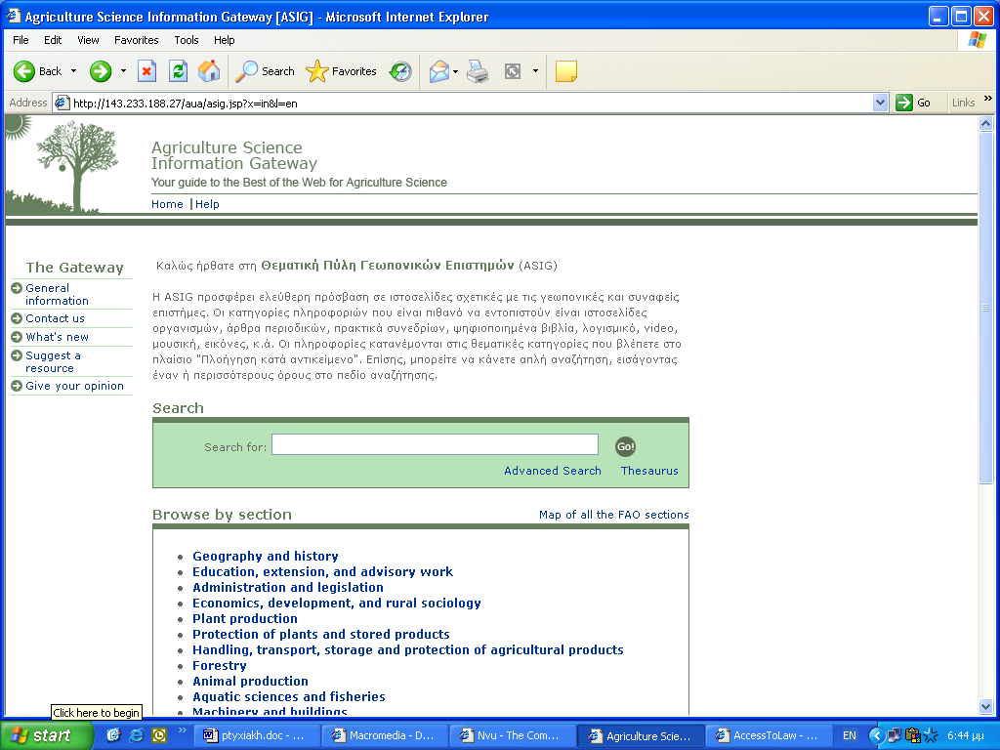 Agriculture Science Information Gateway [ASIG] - Microsoft Internet Explorer
File Edit View Favorites Tools Help
Back Search Favorites
Address http://143.233.188.27/aua/asig.jsp?x=in&l=en Go Links »
Agriculture Science
Information Gateway
Your guide to the Best of the Web for Agriculture Science
Home | Help
The Gateway
General
information
Contact us
What's new
Suggest a
resource
Give your opinion
Καλώς ήρθατε στη Θεματική Πύλη Γεωπονικών Επιστημών (ASIG)
Η ASIG προσφέρει ελεύθερη πρόσβαση σε ιστοσελίδες σχετικές με τις γεωπονικές και συναφείς
επιστήμες. Οι κατηγορίες πληροφοριών που είναι πιθανό να εντοπιστούν είναι ιστοσελίδες
οργανισμών, άρθρα περιοδικών, πρακτικά συνεδρίων, ψηφιοποιημένα βιβλία, λογισμικό, video,
μουσική, εικόνες, κ.ά. Οι πληροφορίες κατανέμονται στις θεματικές κατηγορίες που βλέπετε στο
πλαίσιο "Πλοήγηση κατά αντικείμενο". Επίσης, μπορείτε να κάνετε απλή αναζήτηση, εισάγοντας
έναν ή περισσότερους όρους στο πεδίο αναζήτησης.
Search
Search for: Go!
Advanced Search Thesaurus
Browse by section Map of all the FAO sections
Geography and history
Education, extension, and advisory work
Administration and legislation
Economics, development, and rural sociology
Plant production
Protection of plants and stored products
Handling, transport, storage and protection of agricultural products
Forestry
Animal production
Aquatic sciences and fisheries
Machinery and buildings
Click here to begin
start » ptyxiakh.doc - ... Macromedia - D... Nvu - The Com... Agriculture Scie... AccessToLaw - ... EN 6:44 μμ